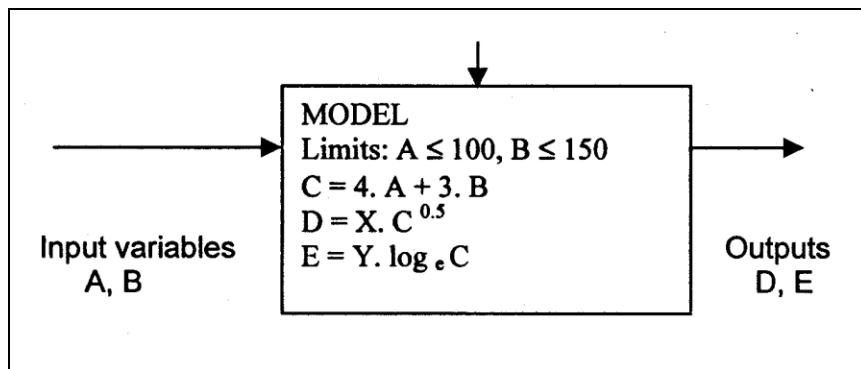 MODEL
Limits: A ≤ 100, B ≤ 150
C = 4. A + 3. B
D = X. C 0.5
E = Y. log e C
Input variables
A, B
Outputs
D, E